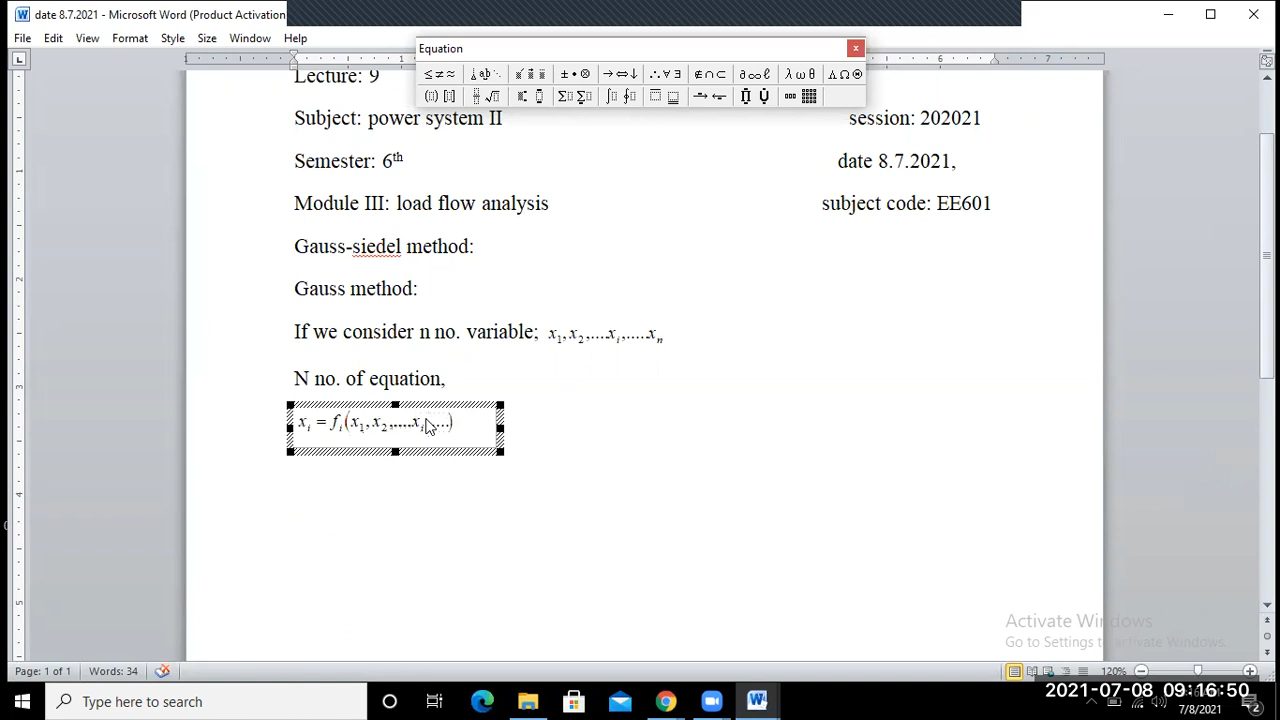 date 8.7.2021 - Microsoft Word (Product Activation
File Edit View Format Style Size Window Help
Equation
Lecture: 9
Subject: power system II session: 202021
Semester: 6th date 8.7.2021,
Module III: load flow analysis subject code: EE601
Gauss-siedel method:
Gauss method:
If we consider n no. variable; x₁,x₂,....xᵢ,.....xₙ
N no. of equation,
xᵢ = fᵢ(x₁,x₂,....xᵢ,...)
Activate Windows
Go to Settings to activate Windows.
Page: 1 of 1 Words: 34 120%
Type here to search
2021-07-08 09:16:50
7/8/2021